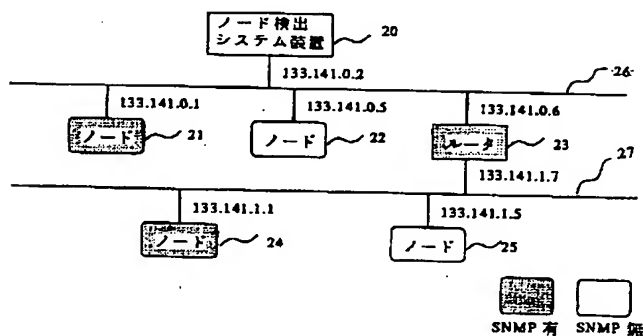 ノード検出
システム装置
20
133.141.0.2
26
133.141.0.1
133.141.0.5
133.141.0.6
ノード
21
ノード
22
ルータ
23
133.141.1.7
27
133.141.1.1
133.141.1.5
ノード
24
ノード
25
SNMP 有
SNMP 無